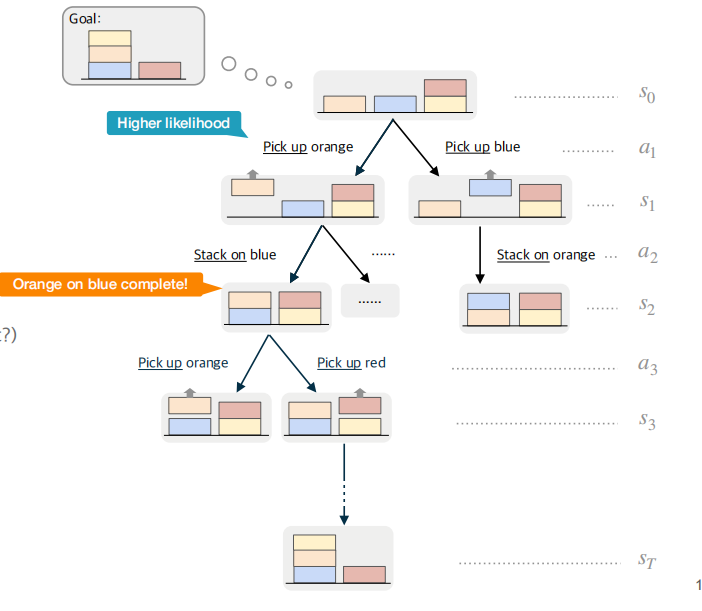 Goal:
s0
Higher likelihood
Pick up orange
Pick up blue
a1
s1
Stack on blue
......
Stack on orange
a2
Orange on blue complete!
......
s2
?)
Pick up orange
Pick up red
a3
s3
sT
1